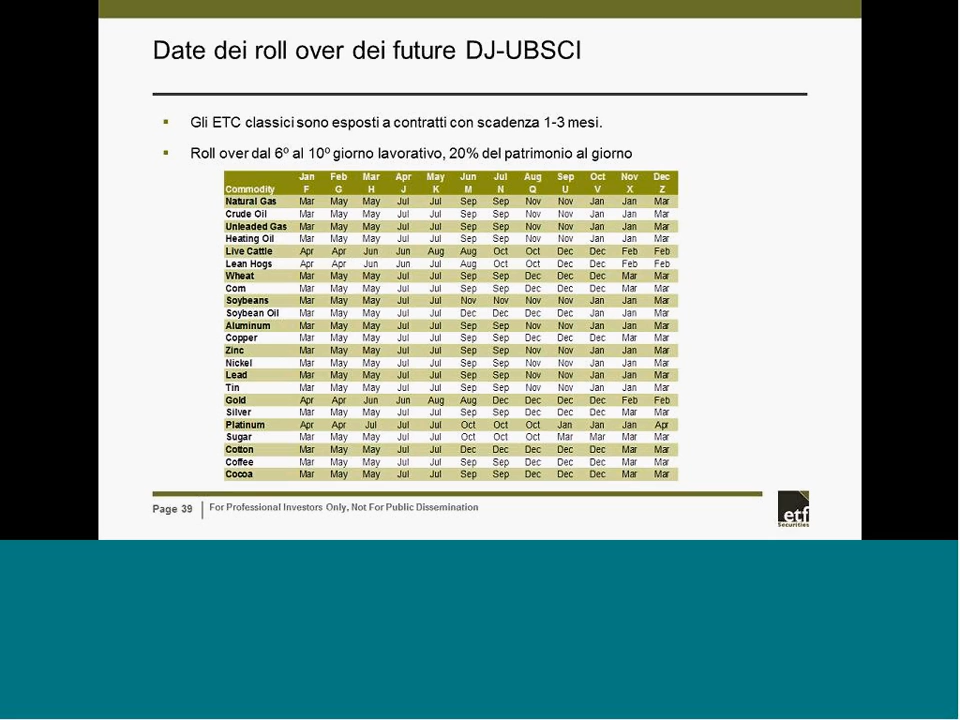 Date dei roll over dei future DJ-UBSCI
Gli ETC classici sono esposti a contratti con scadenza 1-3 mesi.
Roll over dal 6º al 10º giorno lavorativo, 20% del patrimonio al giorno
Jan Feb Mar Apr May Jun Jul Aug Sep Oct Nov Dec
Commodity F G H J K M N Q U V X Z
Natural Gas Mar May May Jul Jul Sep Sep Nov Nov Jan Jan Mar
Crude Oil Mar May May Jul Jul Sep Sep Nov Nov Jan Jan Mar
Unleaded Gas Mar May May Jul Jul Sep Sep Nov Nov Jan Jan Mar
Heating Oil Mar May May Jul Jul Sep Sep Nov Nov Jan Jan Mar
Live Cattle Apr Apr Jun Jun Aug Aug Oct Oct Dec Dec Feb Feb
Lean Hogs Apr Apr Jun Jun Jul Aug Oct Oct Dec Dec Feb Feb
Wheat Mar May May Jul Jul Sep Sep Dec Dec Dec Mar Mar
Corn Mar May May Jul Jul Sep Sep Dec Dec Dec Mar Mar
Soybeans Mar May May Jul Jul Nov Nov Nov Nov Jan Jan Mar
Soybean Oil Mar May May Jul Jul Dec Dec Dec Dec Jan Jan Mar
Aluminum Mar May May Jul Jul Sep Sep Nov Nov Jan Jan Mar
Copper Mar May May Jul Jul Sep Sep Dec Dec Dec Mar Mar
Zinc Mar May May Jul Jul Sep Sep Nov Nov Jan Jan Mar
Nickel Mar May May Jul Jul Sep Sep Nov Nov Jan Jan Mar
Lead Mar May May Jul Jul Sep Sep Nov Nov Jan Jan Mar
Tin Mar May May Jul Jul Sep Sep Nov Nov Jan Jan Mar
Gold Apr Apr Jun Jun Aug Aug Dec Dec Dec Dec Feb Feb
Silver Mar May May Jul Jul Sep Sep Dec Dec Dec Mar Mar
Platinum Apr Apr Jul Jul Jul Oct Oct Oct Jan Jan Jan Apr
Sugar Mar May May Jul Jul Oct Oct Oct Mar Mar Mar Mar
Cotton Mar May May Jul Jul Dec Dec Dec Dec Dec Mar Mar
Coffee Mar May May Jul Jul Sep Sep Dec Dec Dec Mar Mar
Cocoa Mar May May Jul Jul Sep Sep Dec Dec Dec Mar Mar
Page 39 For Professional Investors Only, Not For Public Dissemination
etf
Securities